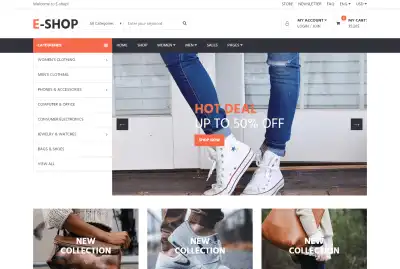 Welcome to E-shop!
STORE NEWSLETTER FAQ ENG USD
E-SHOP
All Categories
Enter your keyword
MY ACCOUNT
LOGIN / JOIN
MY CART:
CATEGORIES
HOME SHOP WOMEN MEN SALES PAGES
WOMEN'S CLOTHING
MEN'S CLOTHING
PHONES & ACCESSORIES
COMPUTER & OFFICE
CONSUMER ELECTRONICS
JEWELRY & WATCHES
BAGS & SHOES
VIEW ALL
HOT DEAL
UP TO 50% OFF
SHOP NOW
NEW
COLLECTION
NEW
COLLECTION
NEW
COLLECTION